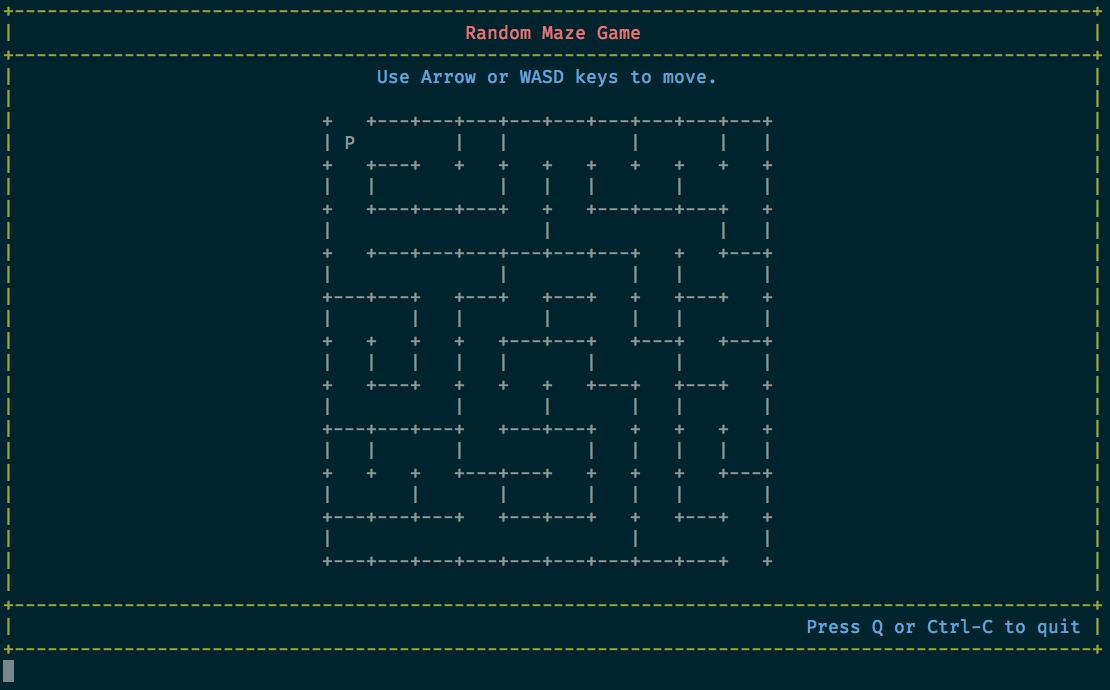 Random Maze Game
Use Arrow or WASD keys to move.
P
Press Q or Ctrl-C to quit